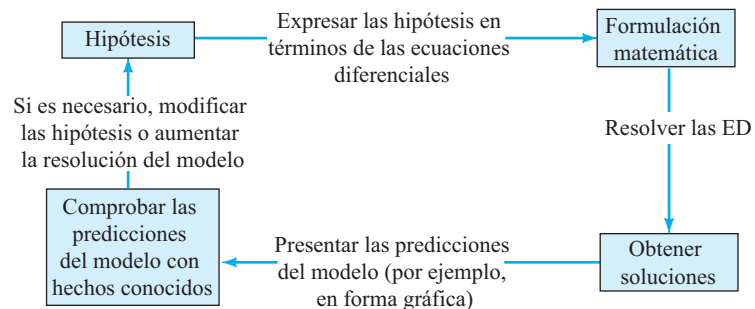 Hipótesis
Expresar las hipótesis en
términos de las ecuaciones
diferenciales
Formulación
matemática
Resolver las ED
Obtener
soluciones
Presentar las predicciones
del modelo (por ejemplo,
en forma gráfica)
Comprobar las
predicciones
del modelo con
hechos conocidos
Si es necesario, modificar
las hipótesis o aumentar
la resolución del modelo